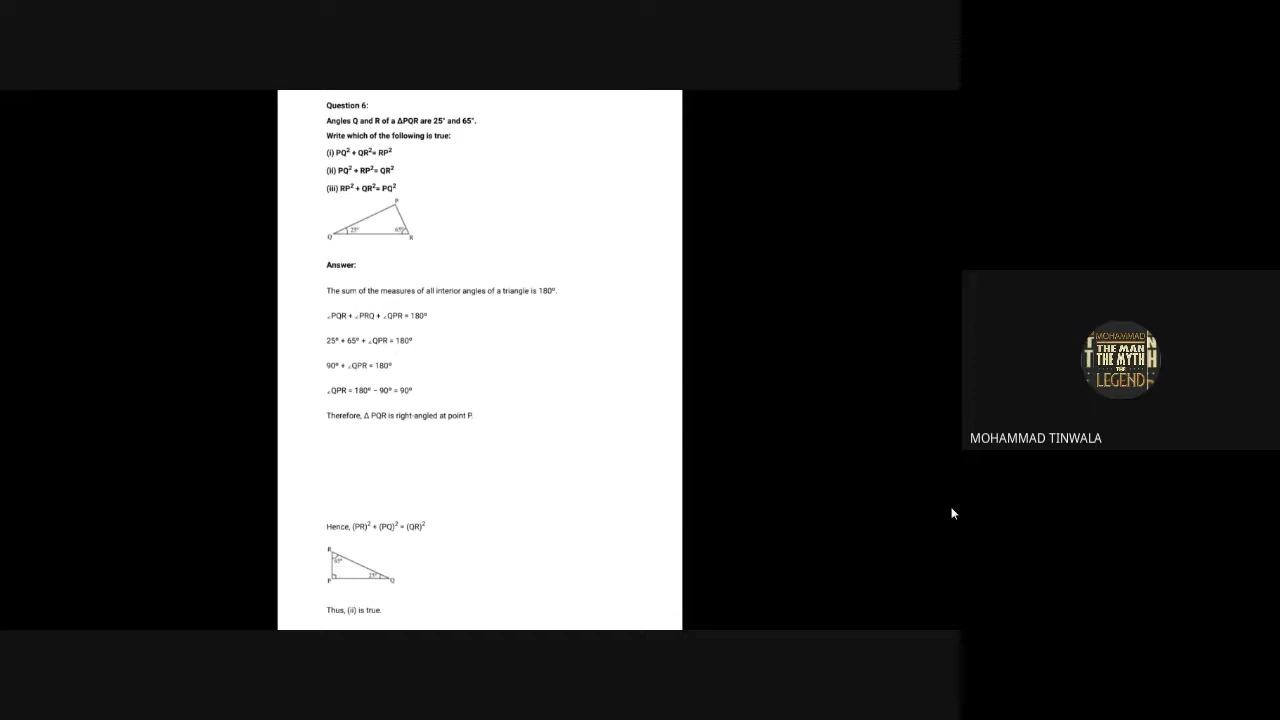 Question 6:
Angles Q and R of a ΔPQR are 25° and 65°.
Write which of the following is true:
(i) PQ² + QR²= RP²
(ii) PQ² + RP²= QR²
(iii) RP² + QR²= PQ²
P
25°
65°
Q
R
Answer:
The sum of the measures of all interior angles of a triangle is 180°.
∠PQR + ∠PRQ + ∠QPR = 180°
25° + 65° + ∠QPR = 180°
90° + ∠QPR = 180°
∠QPR = 180° − 90° = 90°
Therefore, Δ PQR is right-angled at point P.
Hence, (PR)² + (PQ)² = (QR)²
R
65°
25°
P
Q
Thus, (ii) is true.
MOHAMMAD
THE MAN
THE MYTH
THE
LEGEND
MOHAMMAD TINWALA